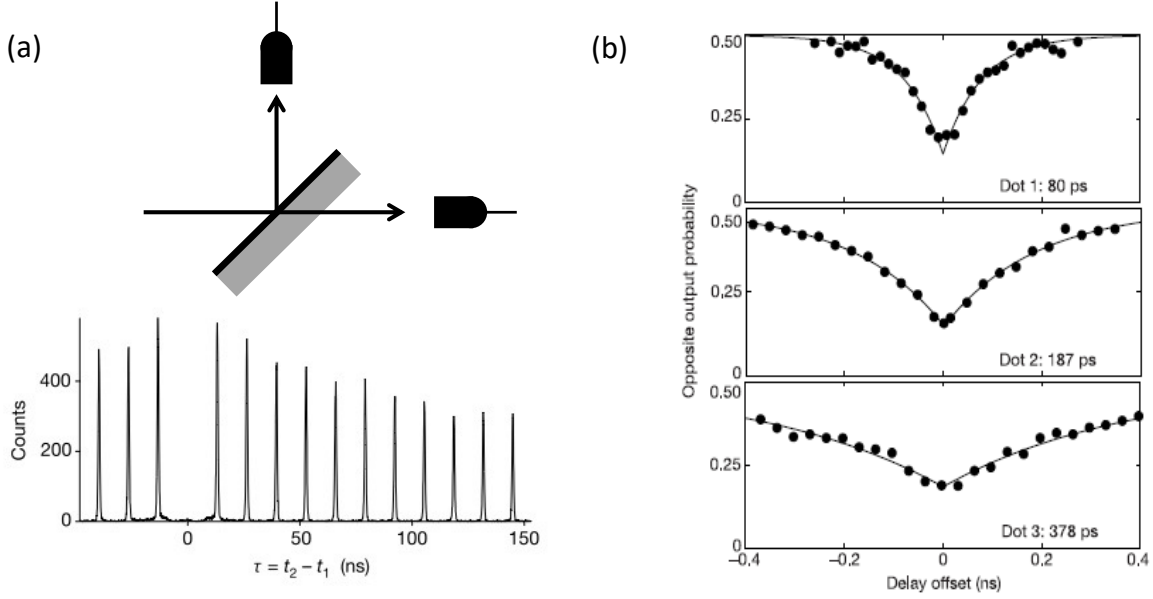 (a)
Counts
400
200
0
0
50
100
150
τ = t2 – t1 (ns)
(b)
Opposite output probability
0.50
0.25
0
Dot 1: 80 ps
0.50
0.25
0
Dot 2: 187 ps
0.50
0.25
0
Dot 3: 378 ps
–0.4
–0.2
0
0.2
0.4
Delay offset (ns)